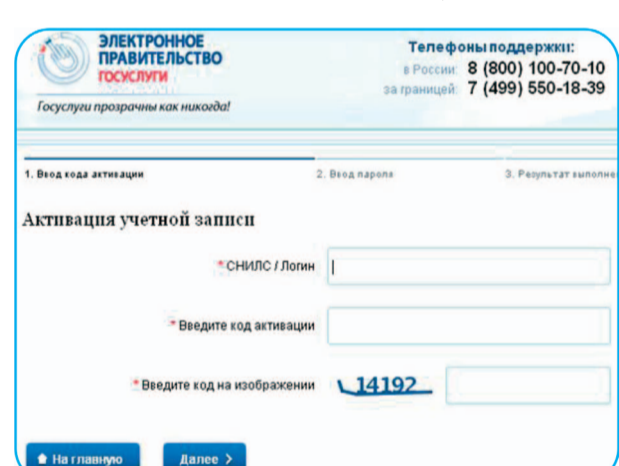 ЭЛЕКТРОННОЕ
ПРАВИТЕЛЬСТВО
ГОСУСЛУГИ
Госуслуги прозрачны как никогда!
Телефоны поддержки:
в России: 8 (800) 100-70-10
за границей: 7 (499) 550-18-39
1. Ввод кода активации
2. Ввод пароля
3. Результат выполне
Активация учетной записи
* СНИЛС / Логин
* Введите код активации
* Введите код на изображении
14192
На главную
Далее >